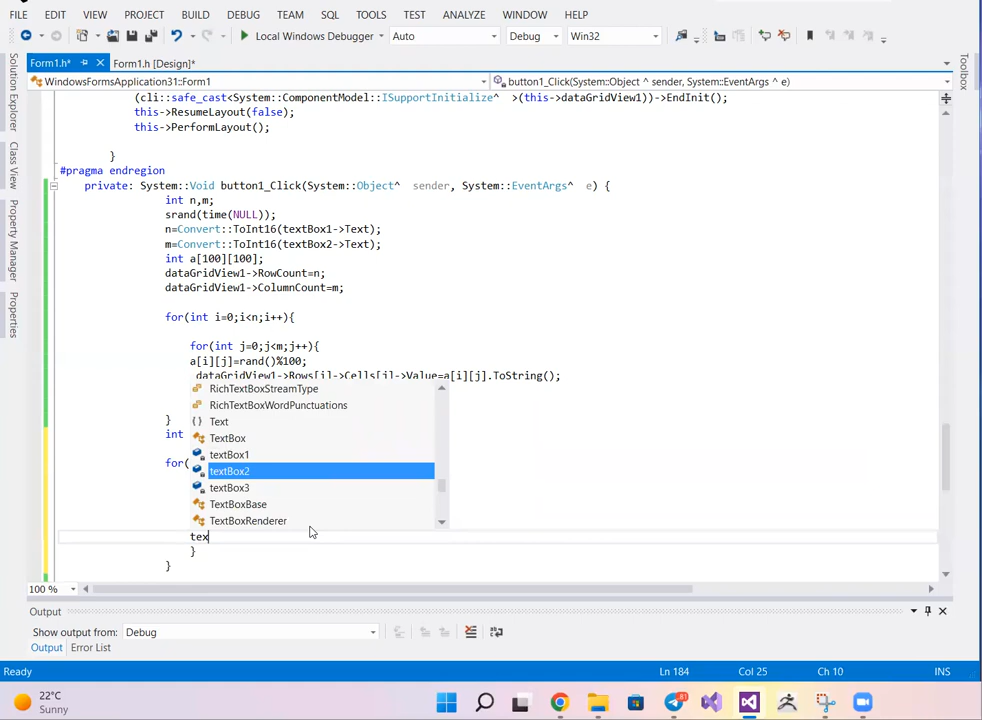 FILE EDIT VIEW PROJECT BUILD DEBUG TEAM SQL TOOLS TEST ANALYZE WINDOW HELP
Local Windows Debugger Auto Debug Win32
Form1.h* Form1.h [Design]*
WindowsFormsApplication31::Form1 button1_Click(System::Object ^ sender, System::EventArgs ^ e)
Solution Explorer
Class View
Property Manager
Properties
Toolbox
(cli::safe_cast<System::ComponentModel::ISupportInitialize^ >(this->dataGridView1))->EndInit();
this->ResumeLayout(false);
this->PerformLayout();
}
#pragma endregion
private: System::Void button1_Click(System::Object^ sender, System::EventArgs^ e) {
int n,m;
srand(time(NULL));
n=Convert::ToInt16(textBox1->Text);
m=Convert::ToInt16(textBox2->Text);
int a[100][100];
dataGridView1->RowCount=n;
dataGridView1->ColumnCount=m;
for(int i=0;i<n;i++){
for(int j=0;j<m;j++){
a[i][j]=rand()%100;
dataGridView1->Rows[i]->Cells[j]->Value=a[i][j].ToString();
RichTextBoxStreamType
RichTextBoxWordPunctuations
}
{} Text
int
TextBox
textBox1
for(
textBox2
textBox3
TextBoxBase
TextBoxRenderer
tex
}
}
100 %
Output
Show output from: Debug
Output Error List
Ready Ln 184 Col 25 Ch 10 INS
22°C
Sunny
81